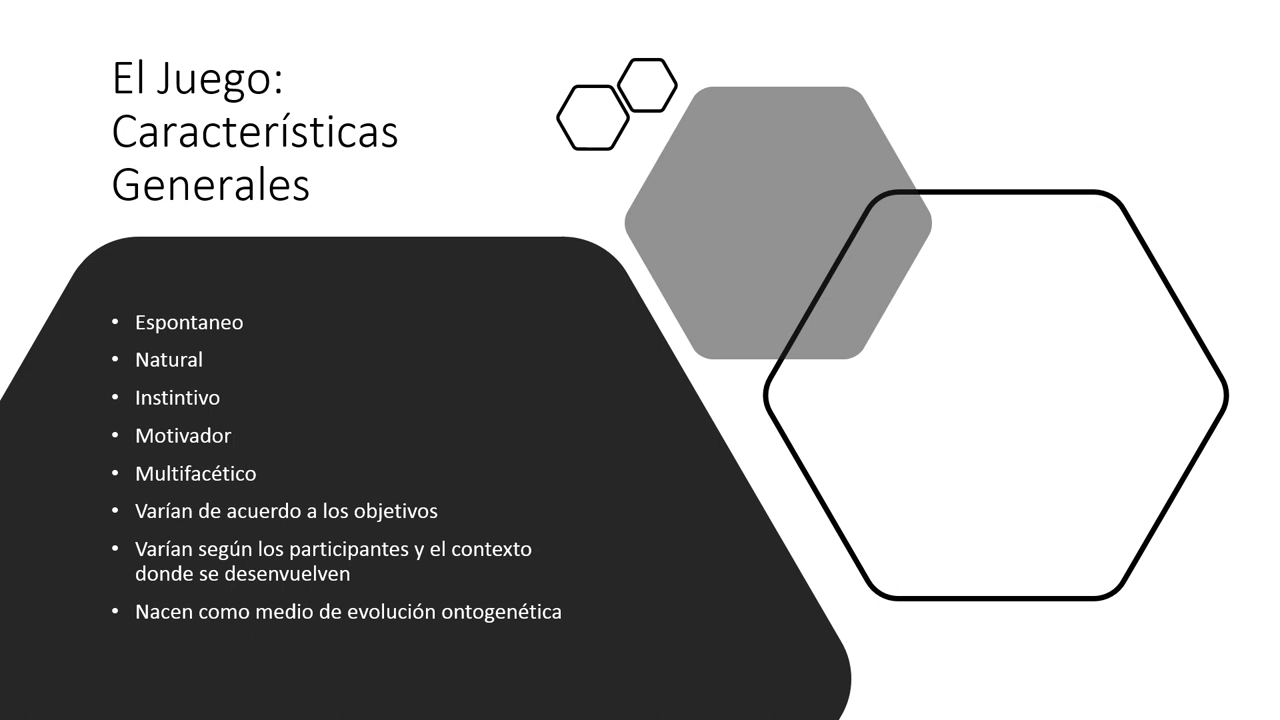 El Juego:
Características
Generales
• Espontaneo
• Natural
• Instintivo
• Motivador
• Multifacético
• Varían de acuerdo a los objetivos
• Varían según los participantes y el contexto
donde se desenvuelven
• Nacen como medio de evolución ontogenética